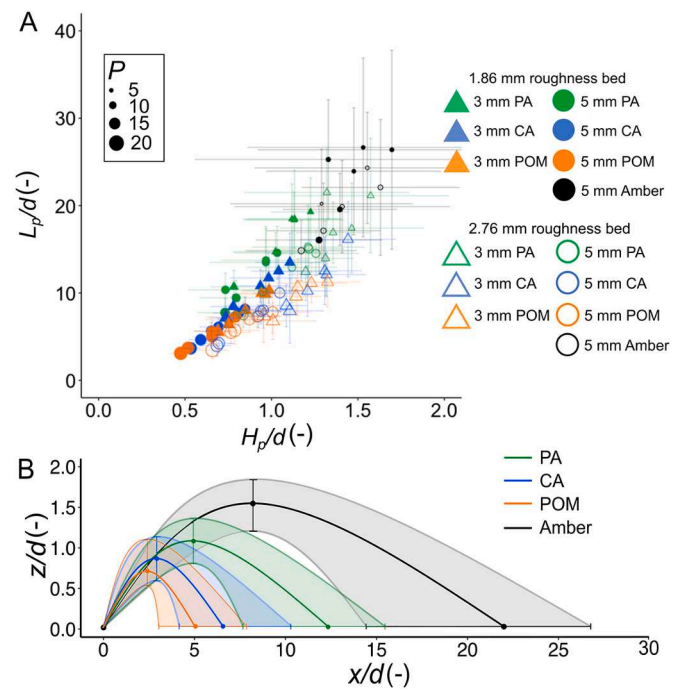 A
40
30
20
10
0
Lp/d(-)
P
5
10
15
20
0.0 0.5 1.0 1.5 2.0
Hp/d(-)
1.86 mm roughness bed
3 mm PA 5 mm PA
3 mm CA 5 mm CA
3 mm POM 5 mm POM
5 mm Amber
2.76 mm roughness bed
3 mm PA 5 mm PA
3 mm CA 5 mm CA
3 mm POM 5 mm POM
5 mm Amber
B
2.0
1.5
1.0
0.5
0.0
z/d(-)
0 5 10 15 20 25 30
x/d(-)
PA
CA
POM
Amber